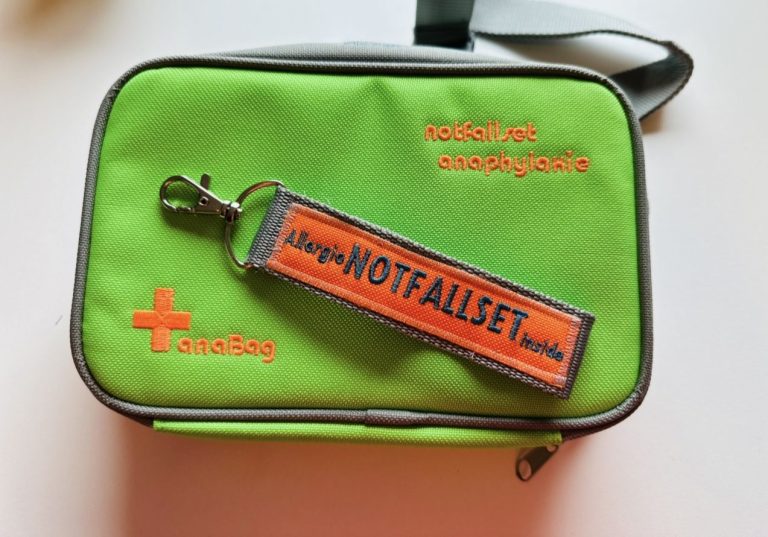 notfallset
anaphylaxie
Allergie NOTFALLSET inside
anaBag